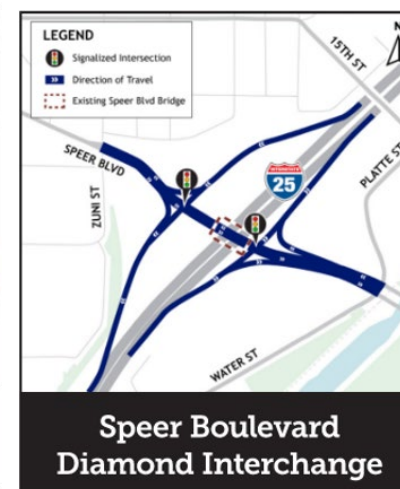 LEGEND
Signalized Intersection
Direction of Travel
Existing Speer Blvd Bridge
N
15TH ST
SPEER BLVD
ZUNI ST
INTERSTATE
25
PLATTE ST
WATER ST
Speer Boulevard
Diamond Interchange